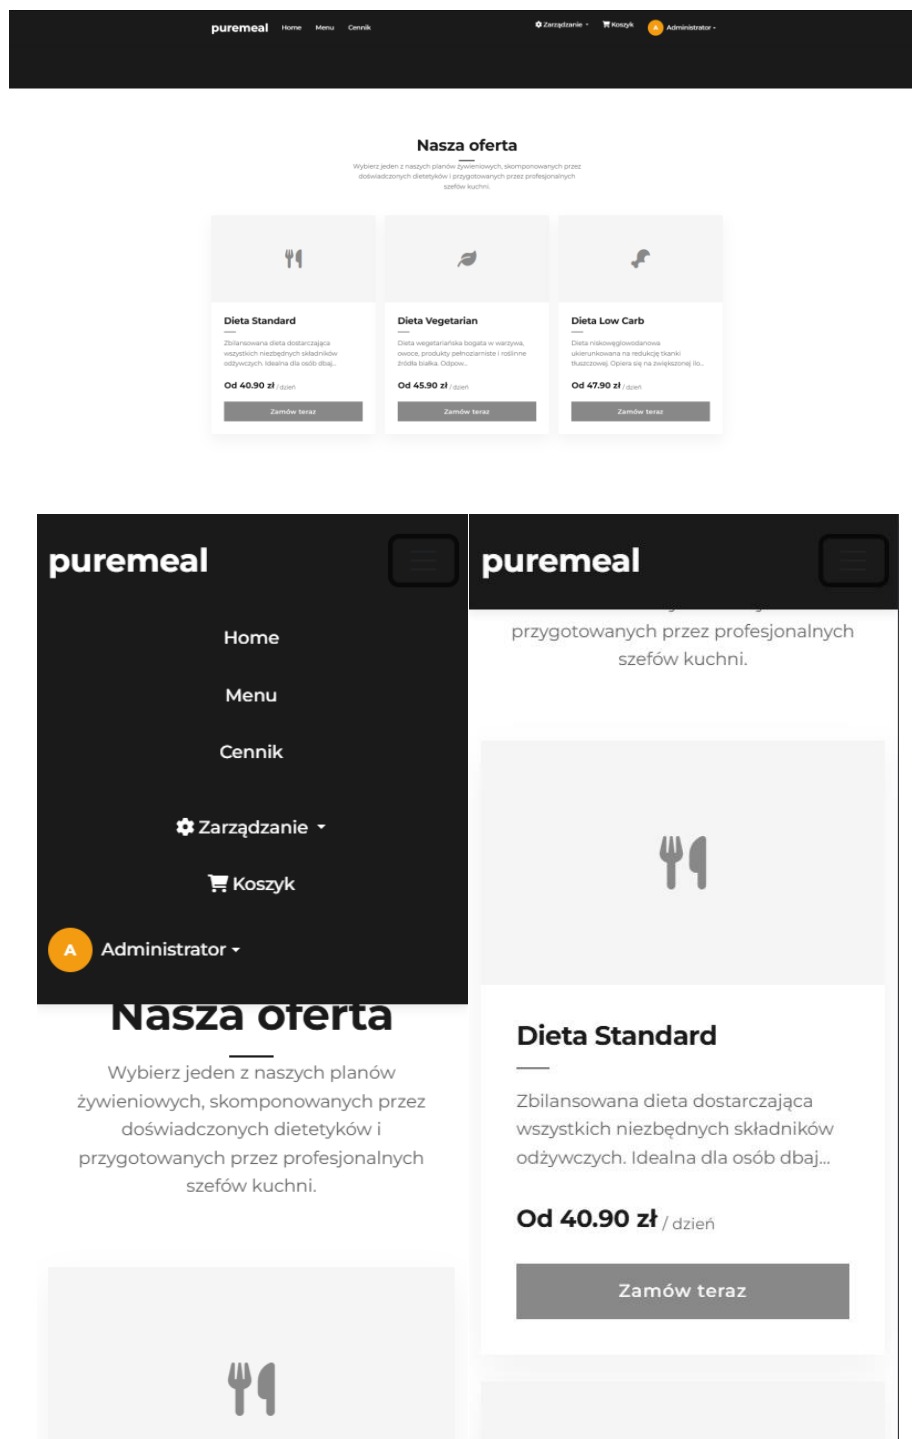 puremeal Home Menu Cennik Zarządzanie Koszyk A Administrator
Nasza oferta
Wybierz jeden z naszych planów żywieniowych, skomponowanych przez
doświadczonych dietetyków i przygotowanych przez profesjonalnych
szefów kuchni.
Dieta Standard
Zbilansowana dieta dostarczająca
wszystkich niezbędnych składników
odżywczych. Idealna dla osób dbaj...
Od 40.90 zł / dzień
Zamów teraz
Dieta Vegetarian
Dieta wegetariańska bogata w warzywa,
owoce, produkty pełnoziarniste i roślinne
źródła białka. Odpow...
Od 45.90 zł / dzień
Zamów teraz
Dieta Low Carb
Dieta niskowęglowodanowa
ukierunkowana na redukcję tkanki
tłuszczowej. Opiera się na zwiększonej ilo...
Od 47.90 zł / dzień
Zamów teraz
puremeal
Home
Menu
Cennik
Zarządzanie
Koszyk
A Administrator
Nasza oferta
Wybierz jeden z naszych planów
żywieniowych, skomponowanych przez
doświadczonych dietetyków i
przygotowanych przez profesjonalnych
szefów kuchni.
puremeal
przygotowanych przez profesjonalnych
szefów kuchni.
Dieta Standard
Zbilansowana dieta dostarczająca
wszystkich niezbędnych składników
odżywczych. Idealna dla osób dbaj...
Od 40.90 zł / dzień
Zamów teraz